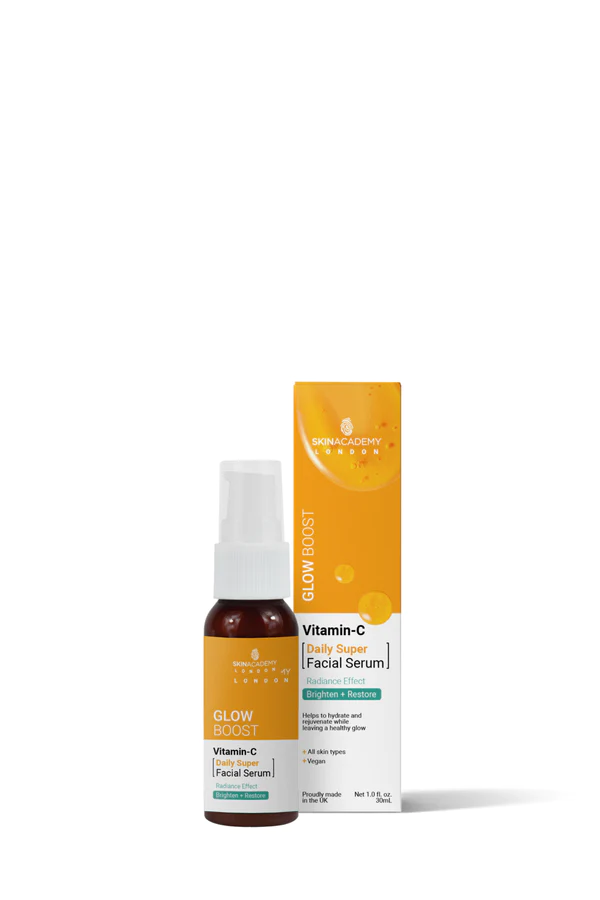 SKINACADEMY
LONDON
GLOW BOOST
Vitamin-C
[Daily Super
Facial Serum]
Radiance Effect
Brighten + Restore
Helps to hydrate and
rejuvenate while
leaving a healthy glow
+ All skin types
+ Vegan
Proudly made
in the UK
Net 1.0 fl. oz.
30mL
SKINACADEMY
LONDON
MY
LONDON
GLOW
BOOST
Vitamin-C
[Daily Super
Facial Serum]
Radiance Effect
Brighten + Restore